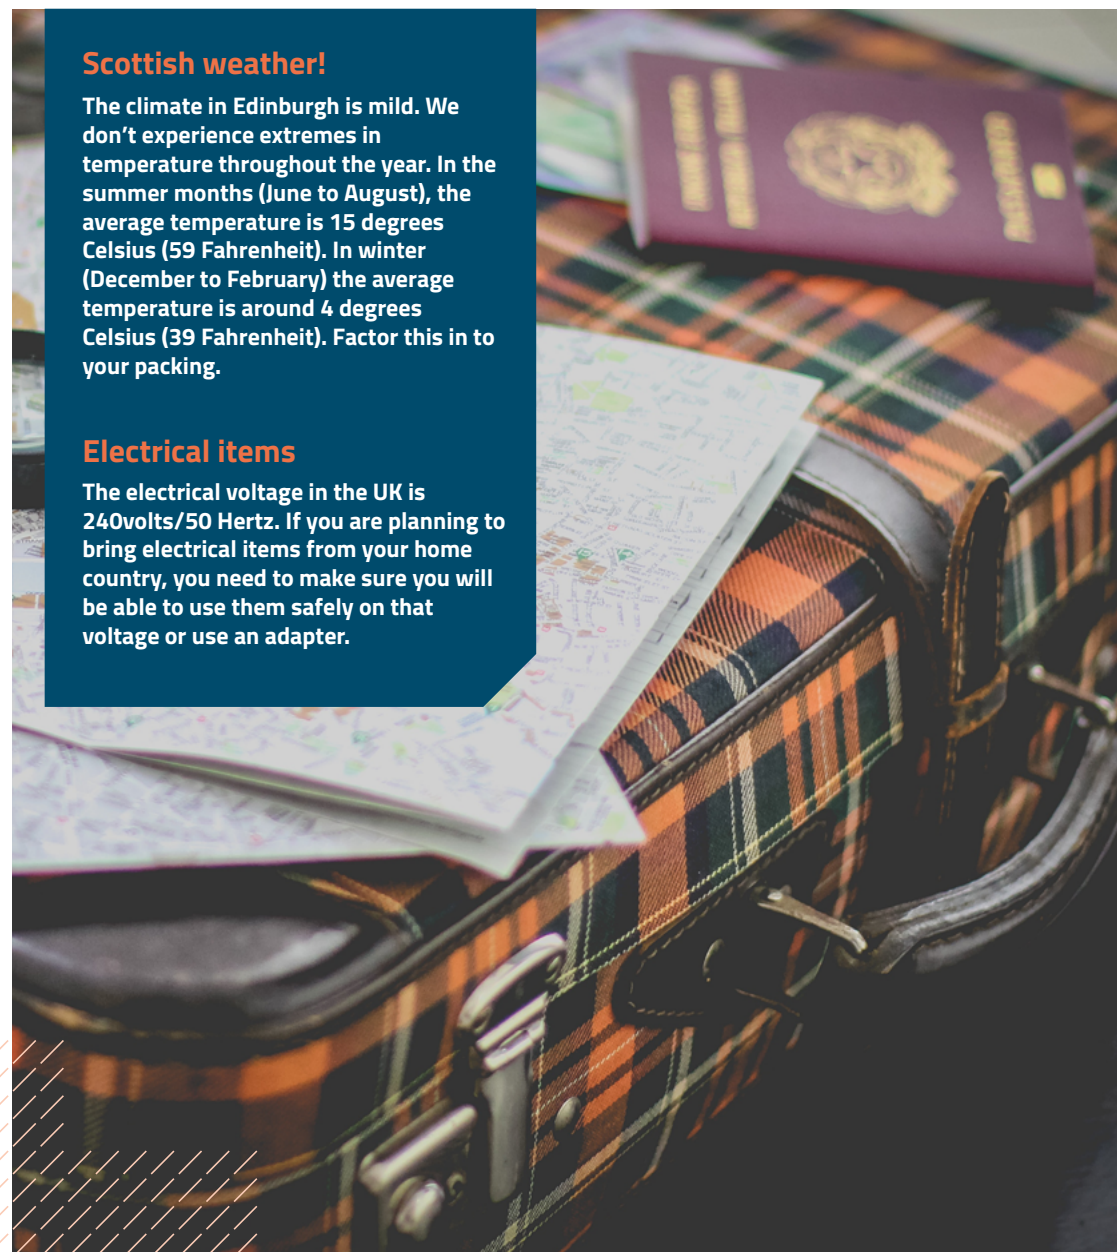 Scottish weather!
The climate in Edinburgh is mild. We
don’t experience extremes in
temperature throughout the year. In the
summer months (June to August), the
average temperature is 15 degrees
Celsius (59 Fahrenheit). In winter
(December to February) the average
temperature is around 4 degrees
Celsius (39 Fahrenheit). Factor this in to
your packing.
Electrical items
The electrical voltage in the UK is
240volts/50 Hertz. If you are planning to
bring electrical items from your home
country, you need to make sure you will
be able to use them safely on that
voltage or use an adapter.